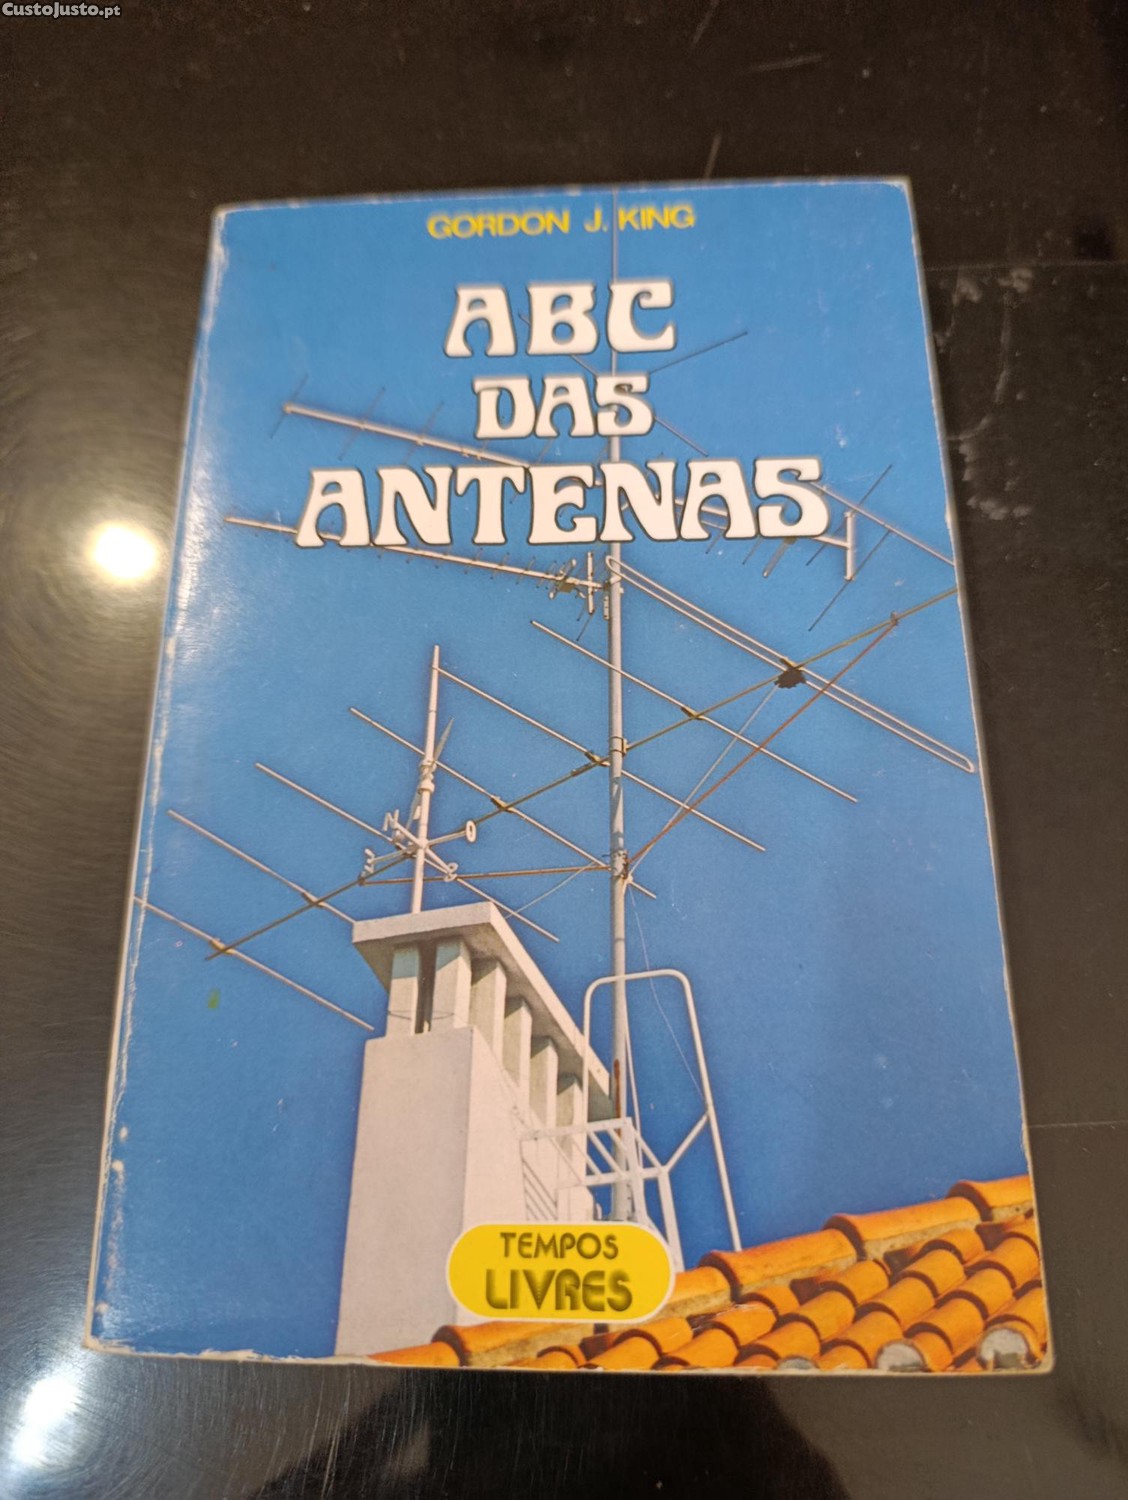 CustoJusto.pt
GORDON J. KING
ABC
DAS
ANTENAS
N
O
TEMPOS
LIVRES